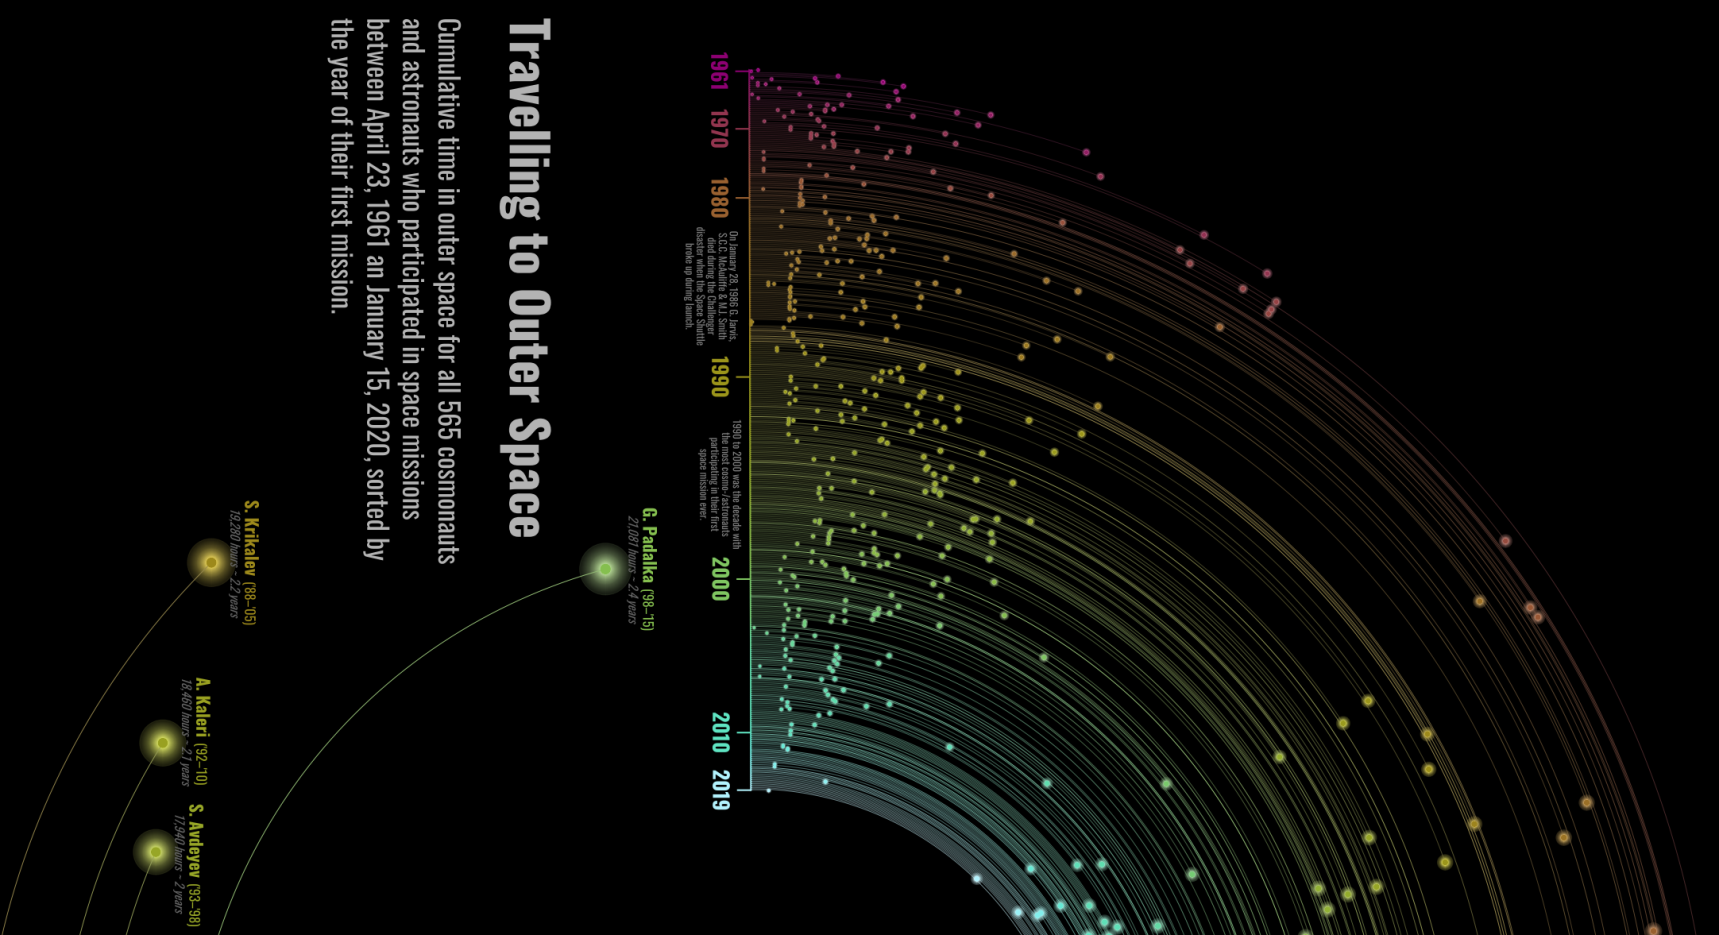 Travelling to Outer Space
Cumulative time in outer space for all 565 cosmonauts
and astronauts who participated in space missions
between April 23, 1961 an January 15, 2020, sorted by
the year of their first mission.
1961
1970
1980
1990
2000
2010
2019
On January 28, 1986 G. Jarvis,
S.C.C. McAuliffe & M.J. Smith
died during the Challenger
disaster when the Space Shuttle
broke up during launch.
1990 to 2000 was the decade with
the most cosmo-/astronauts
participating in their first
space mission ever.
G. Padalka ('98–'15)
21,081 hours ~ 2.4 years
S. Krikalev ('88–'05)
19,280 hours ~ 2.2 years
A. Kaleri ('92–'10)
18,460 hours ~ 2.1 years
S. Avdeyev ('93–'98)
17,940 hours ~ 2 years